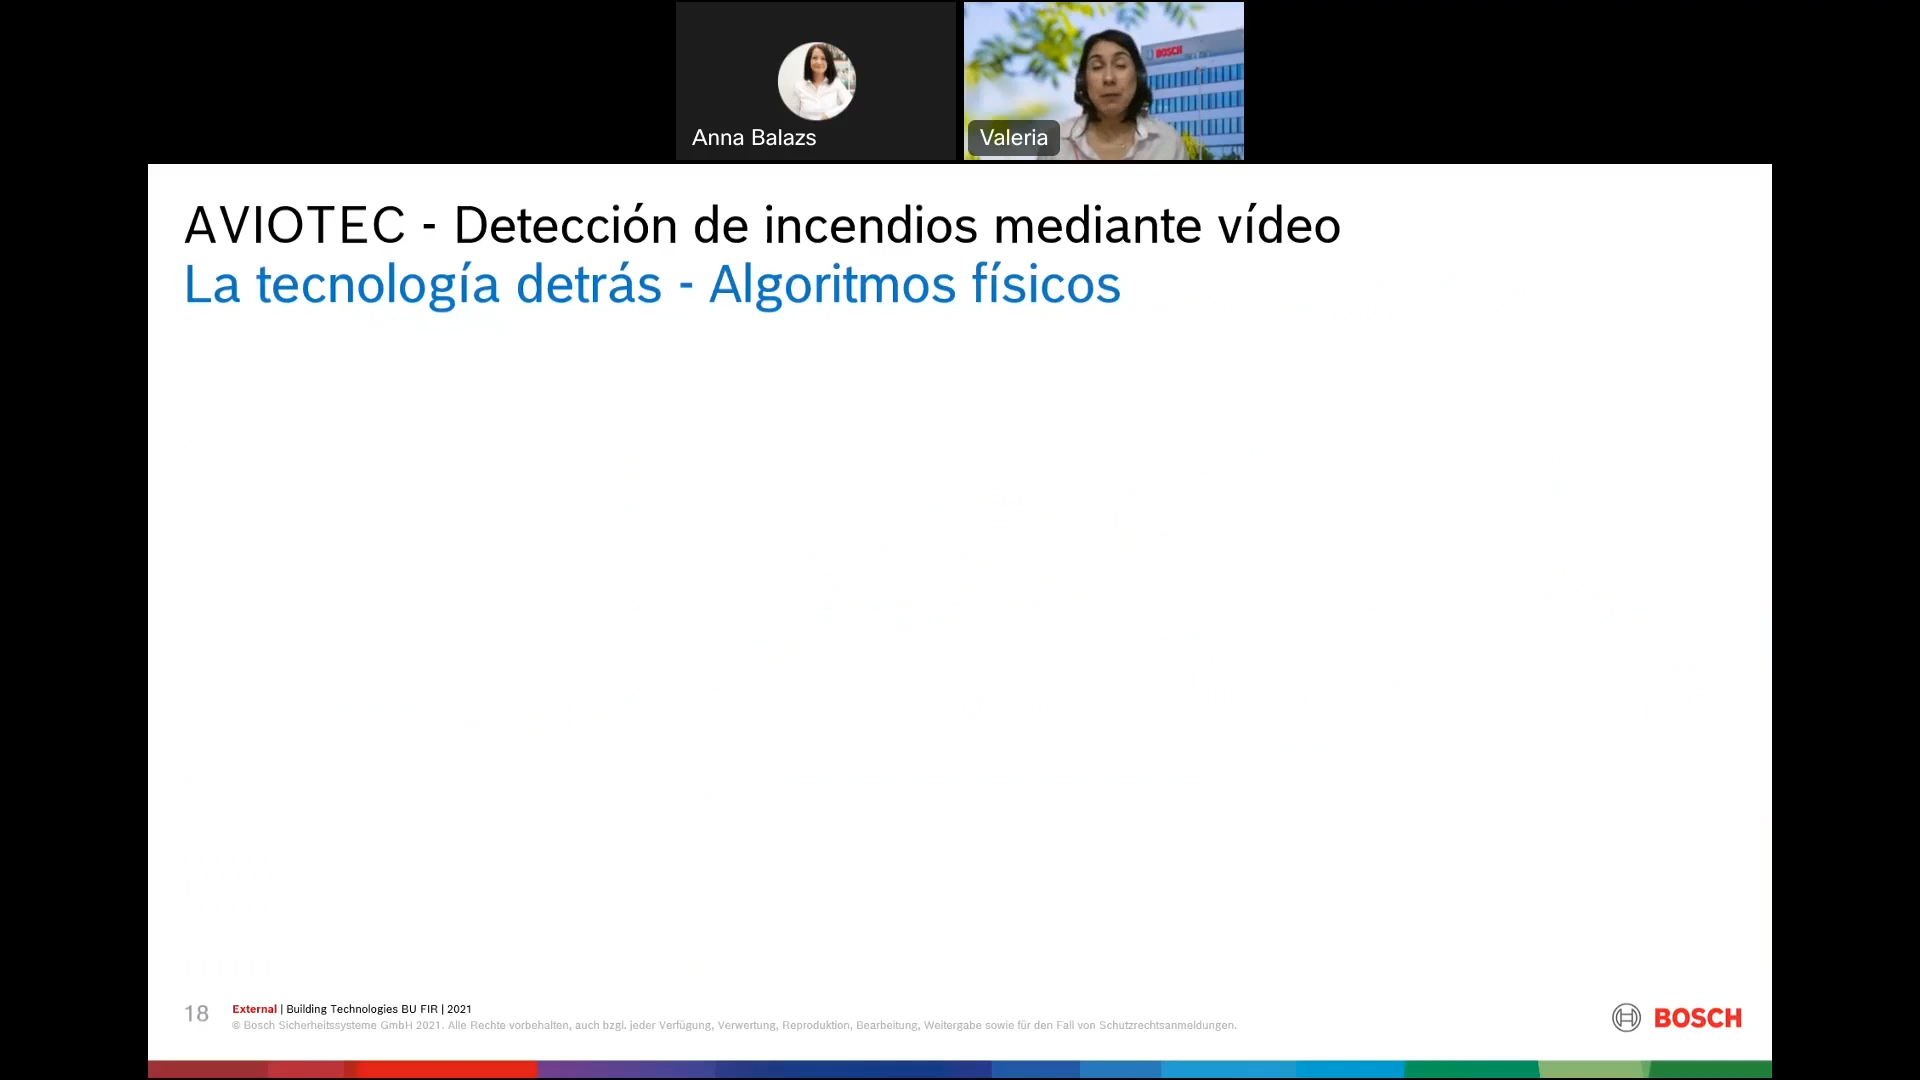 BOSCH
Anna Balazs
Valeria
AVIOTEC - Detección de incendios mediante vídeo
La tecnología detrás - Algoritmos físicos
18
External | Building Technologies BU FIR | 2021
© Bosch Sicherheitssysteme GmbH 2021. Alle Rechte vorbehalten, auch bzgl. jeder Verfügung, Verwertung, Reproduktion, Bearbeitung, Weitergabe sowie für den Fall von Schutzrechtsanmeldungen.
BOSCH